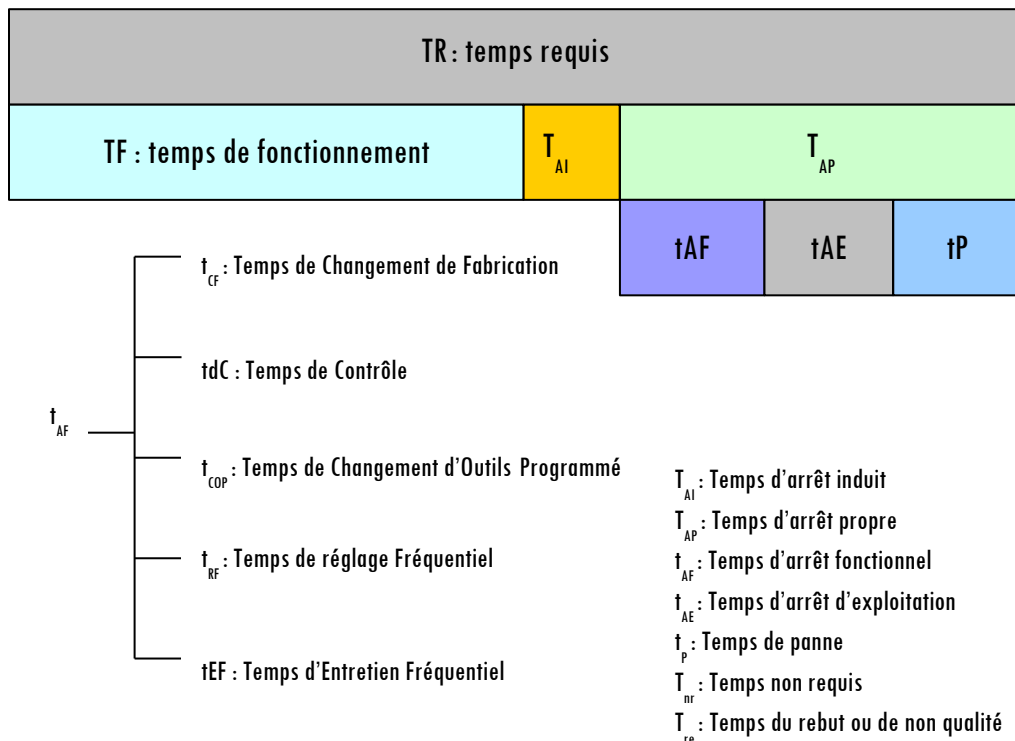 TR : temps requis
TF : temps de fonctionnement
T_AI
T_AP
tAF
tAE
tP
t_CF : Temps de Changement de Fabrication
tdC : Temps de Contrôle
t_AF
t_COP : Temps de Changement d’Outils Programmé
t_RF : Temps de réglage Fréquentiel
tEF : Temps d’Entretien Fréquentiel
T_AI : Temps d’arrêt induit
T_AP : Temps d’arrêt propre
t_AF : Temps d’arrêt fonctionnel
t_AE : Temps d’arrêt d’exploitation
t_P : Temps de panne
T_nr : Temps non requis
T_re : Temps du rebut ou de non qualité